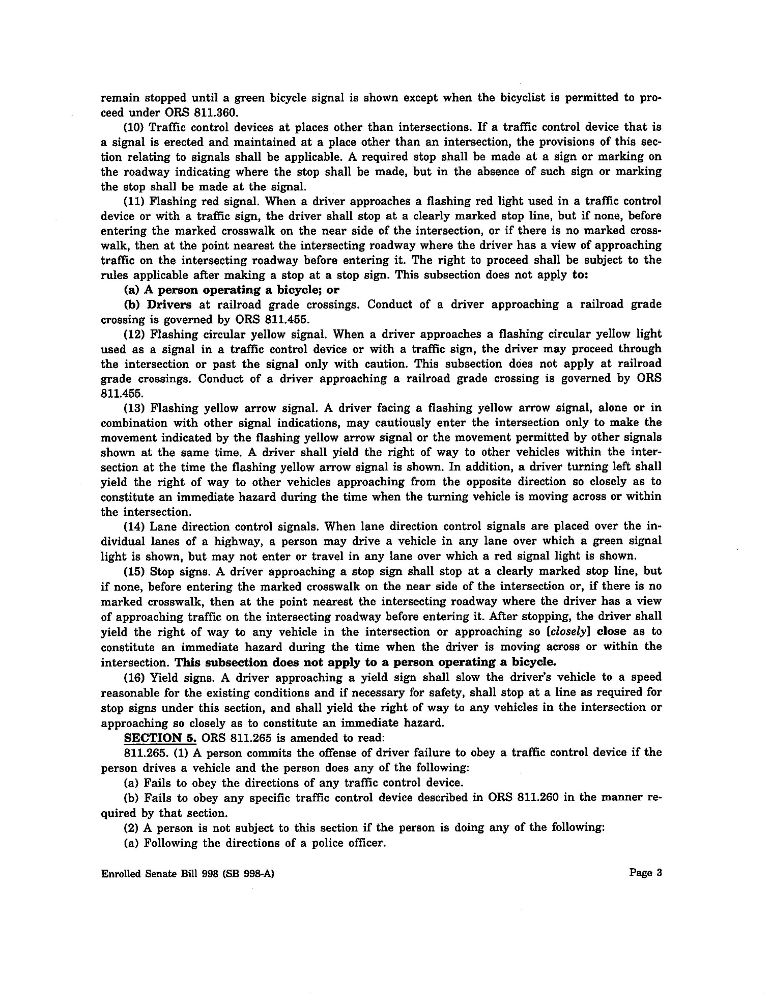 remain stopped until a green bicycle signal is shown except when the bicyclist is permitted to pro-
ceed under ORS 811.360.
(10) Traffic control devices at places other than intersections. If a traffic control device that is
a signal is erected and maintained at a place other than an intersection, the provisions of this sec-
tion relating to signals shall be applicable. A required stop shall be made at a sign or marking on
the roadway indicating where the stop shall be made, but in the absence of such sign or marking
the stop shall be made at the signal.
(11) Flashing red signal. When a driver approaches a flashing red light used in a traffic control
device or with a traffic sign, the driver shall stop at a clearly marked stop line, but if none, before
entering the marked crosswalk on the near side of the intersection, or if there is no marked cross-
walk, then at the point nearest the intersecting roadway where the driver has a view of approaching
traffic on the intersecting roadway before entering it. The right to proceed shall be subject to the
rules applicable after making a stop at a stop sign. This subsection does not apply to:
(a) A person operating a bicycle; or
(b) Drivers at railroad grade crossings. Conduct of a driver approaching a railroad grade
crossing is governed by ORS 811.455.
(12) Flashing circular yellow signal. When a driver approaches a flashing circular yellow light
used as a signal in a traffic control device or with a traffic sign, the driver may proceed through
the intersection or past the signal only with caution. This subsection does not apply at railroad
grade crossings. Conduct of a driver approaching a railroad grade crossing is governed by ORS
811.455.
(13) Flashing yellow arrow signal. A driver facing a flashing yellow arrow signal, alone or in
combination with other signal indications, may cautiously enter the intersection only to make the
movement indicated by the flashing yellow arrow signal or the movement permitted by other signals
shown at the same time. A driver shall yield the right of way to other vehicles within the inter-
section at the time the flashing yellow arrow signal is shown. In addition, a driver turning left shall
yield the right of way to other vehicles approaching from the opposite direction so closely as to
constitute an immediate hazard during the time when the turning vehicle is moving across or within
the intersection.
(14) Lane direction control signals. When lane direction control signals are placed over the in-
dividual lanes of a highway, a person may drive a vehicle in any lane over which a green signal
light is shown, but may not enter or travel in any lane over which a red signal light is shown.
(15) Stop signs. A driver approaching a stop sign shall stop at a clearly marked stop line, but
if none, before entering the marked crosswalk on the near side of the intersection or, if there is no
marked crosswalk, then at the point nearest the intersecting roadway where the driver has a view
of approaching traffic on the intersecting roadway before entering it. After stopping, the driver shall
yield the right of way to any vehicle in the intersection or approaching so [closely] close as to
constitute an immediate hazard during the time when the driver is moving across or within the
intersection. This subsection does not apply to a person operating a bicycle.
(16) Yield signs. A driver approaching a yield sign shall slow the driver's vehicle to a speed
reasonable for the existing conditions and if necessary for safety, shall stop at a line as required for
stop signs under this section, and shall yield the right of way to any vehicles in the intersection or
approaching so closely as to constitute an immediate hazard.
SECTION 5. ORS 811.265 is amended to read:
811.265. (1) A person commits the offense of driver failure to obey a traffic control device if the
person drives a vehicle and the person does any of the following:
(a) Fails to obey the directions of any traffic control device.
(b) Fails to obey any specific traffic control device described in ORS 811.260 in the manner re-
quired by that section.
(2) A person is not subject to this section if the person is doing any of the following:
(a) Following the directions of a police officer.
Enrolled Senate Bill 998 (SB 998-A) Page 3